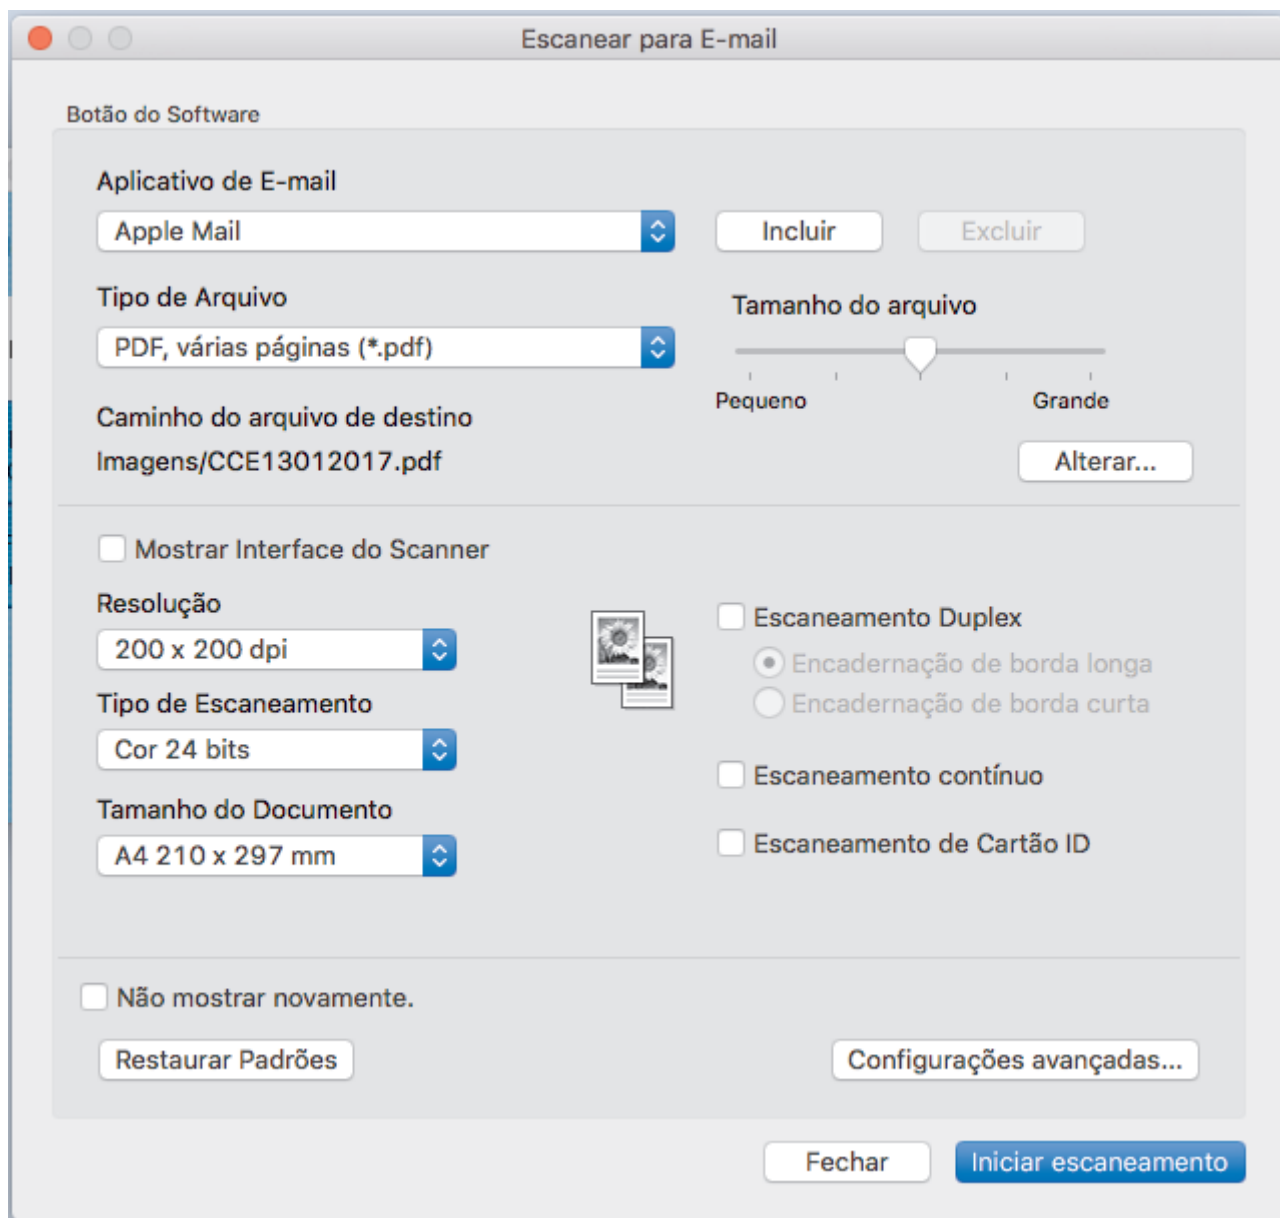 Escanear para E-mail
Botão do Software
Aplicativo de E-mail
Apple Mail
Incluir
Excluir
Tipo de Arquivo
Tamanho do arquivo
PDF, várias páginas (*.pdf)
Pequeno
Grande
Caminho do arquivo de destino
Imagens/CCE13012017.pdf
Alterar...
Mostrar Interface do Scanner
Resolução
200 x 200 dpi
Tipo de Escaneamento
Cor 24 bits
Tamanho do Documento
A4 210 x 297 mm
Escaneamento Duplex
Encadernação de borda longa
Encadernação de borda curta
Escaneamento contínuo
Escaneamento de Cartão ID
Não mostrar novamente.
Restaurar Padrões
Configurações avançadas...
Fechar
Iniciar escaneamento